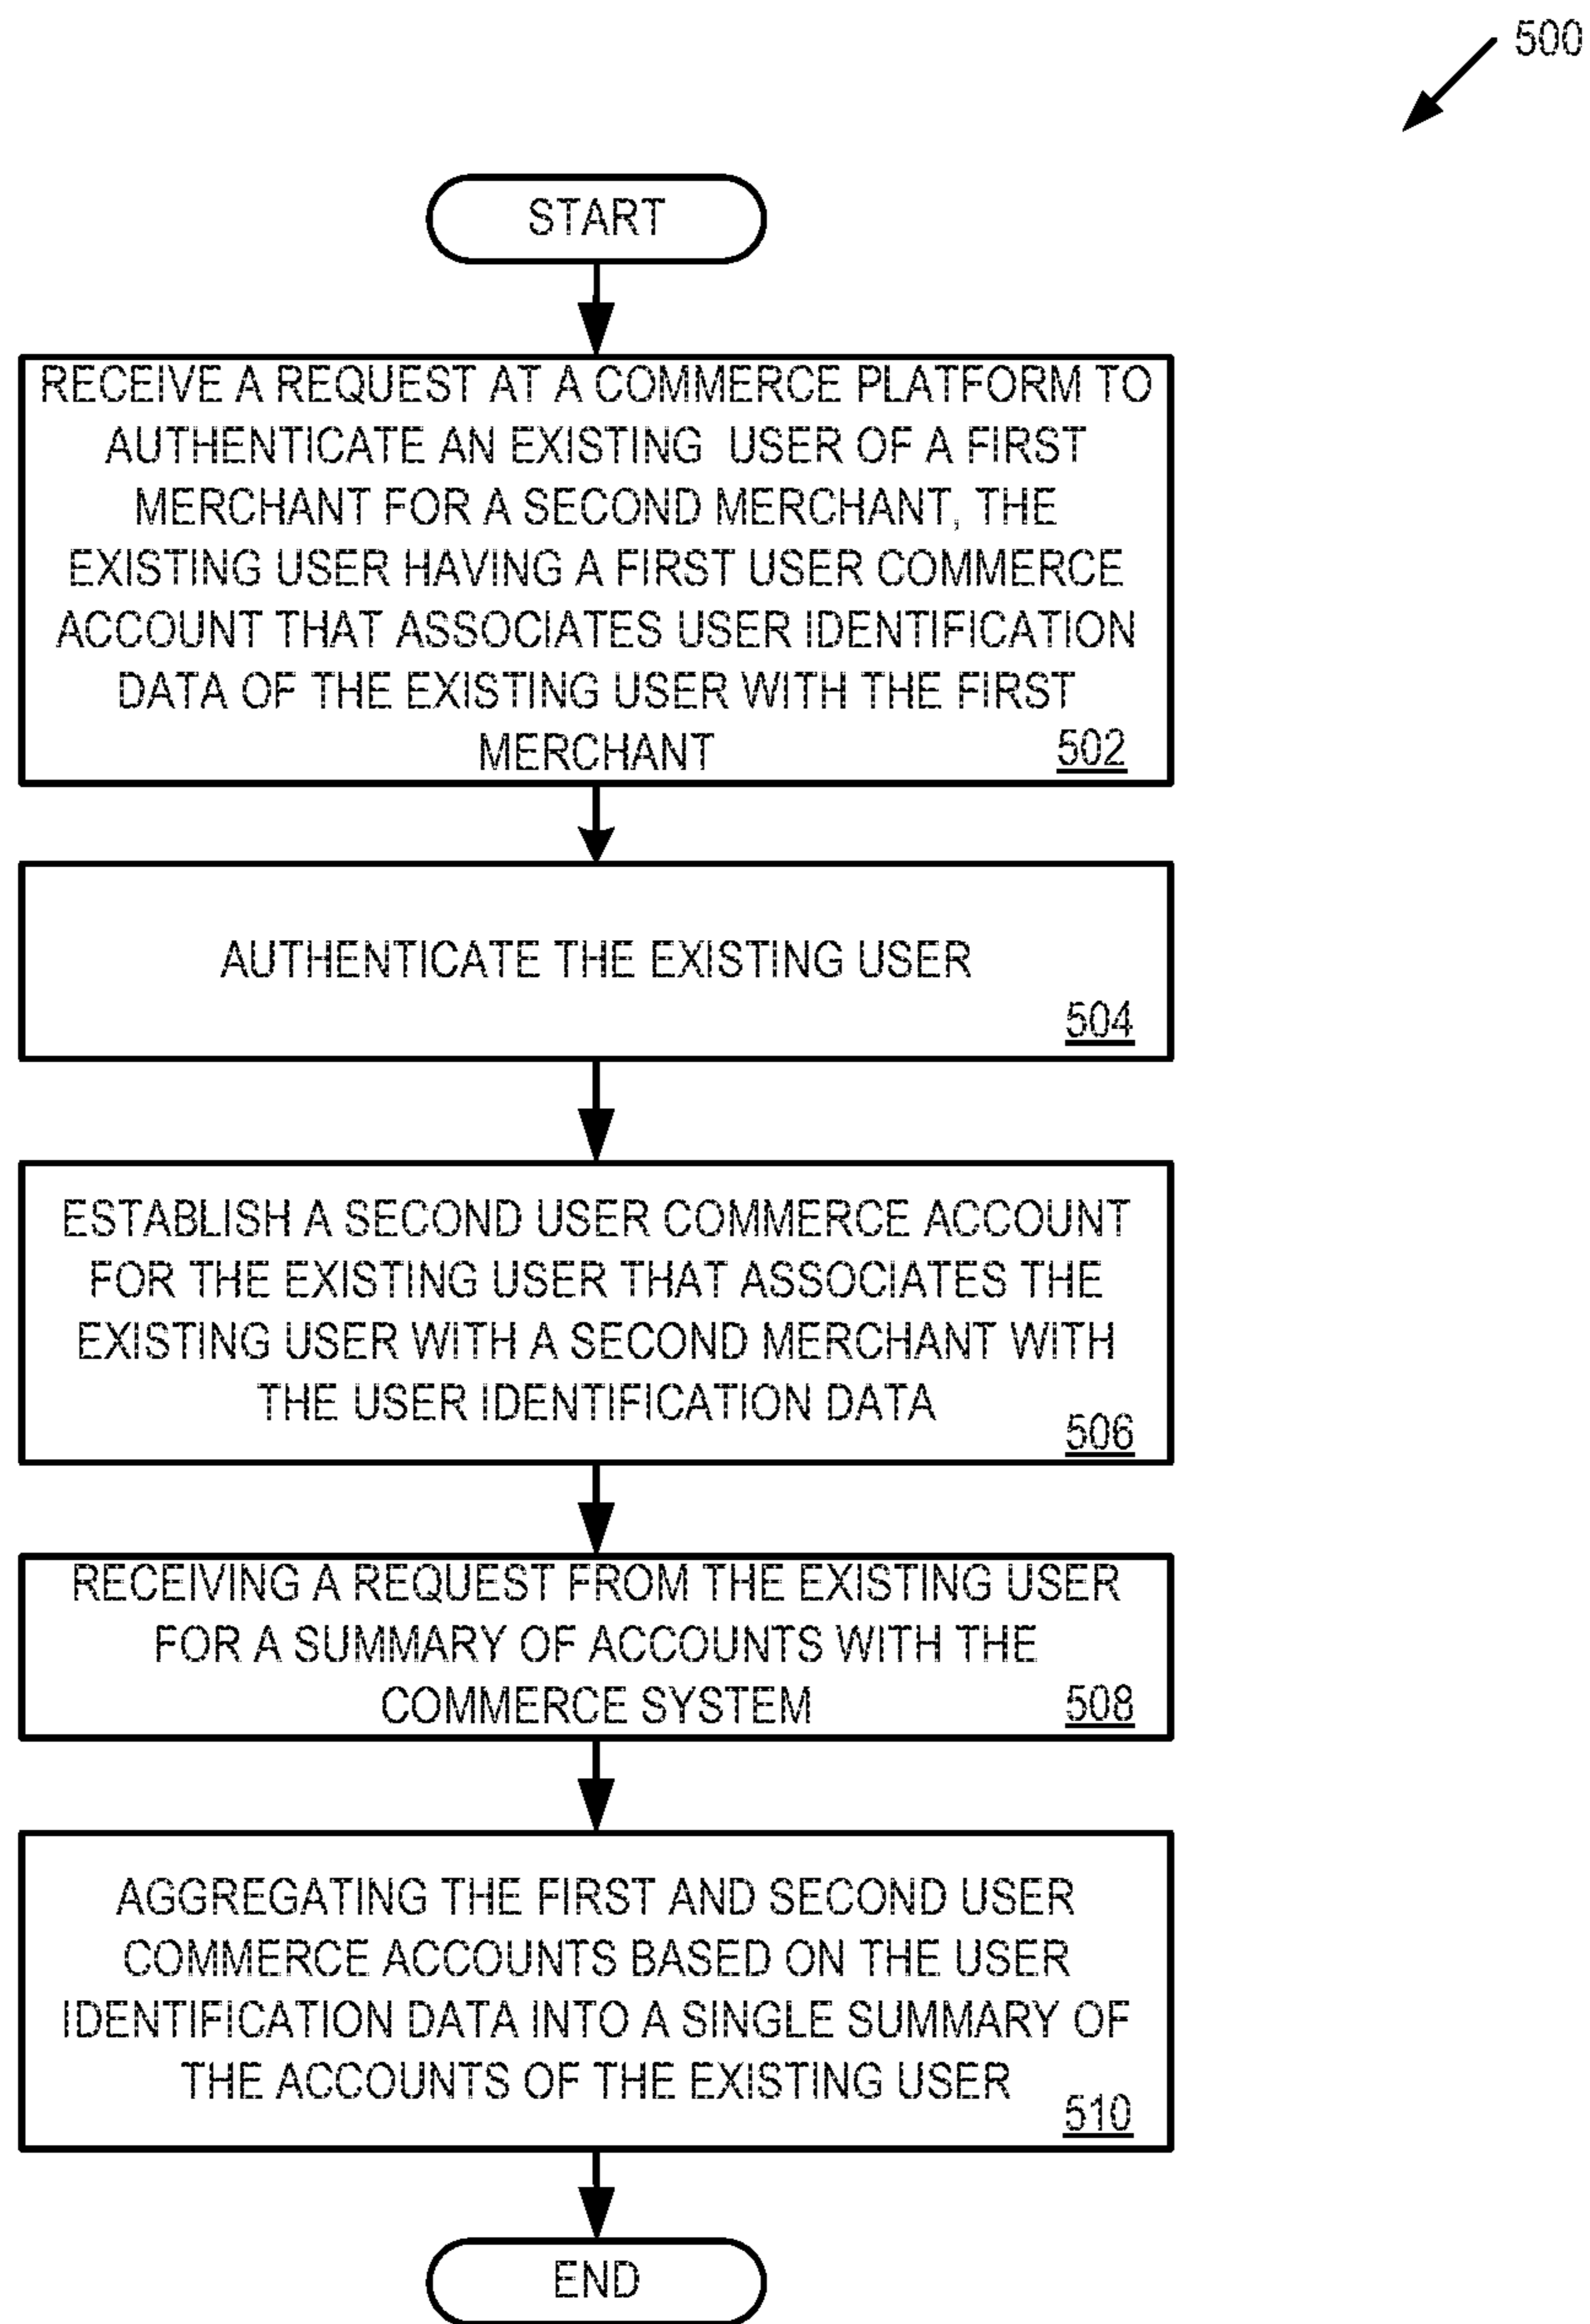 500
START
RECEIVE A REQUEST AT A COMMERCE PLATFORM TO
AUTHENTICATE AN EXISTING USER OF A FIRST
MERCHANT FOR A SECOND MERCHANT, THE
EXISTING USER HAVING A FIRST USER COMMERCE
ACCOUNT THAT ASSOCIATES USER IDENTIFICATION
DATA OF THE EXISTING USER WITH THE FIRST
MERCHANT
502
AUTHENTICATE THE EXISTING USER
504
ESTABLISH A SECOND USER COMMERCE ACCOUNT
FOR THE EXISTING USER THAT ASSOCIATES THE
EXISTING USER WITH A SECOND MERCHANT WITH
THE USER IDENTIFICATION DATA
506
RECEIVING A REQUEST FROM THE EXISTING USER
FOR A SUMMARY OF ACCOUNTS WITH THE
COMMERCE SYSTEM
508
AGGREGATING THE FIRST AND SECOND USER
COMMERCE ACCOUNTS BASED ON THE USER
IDENTIFICATION DATA INTO A SINGLE SUMMARY OF
THE ACCOUNTS OF THE EXISTING USER
510
END